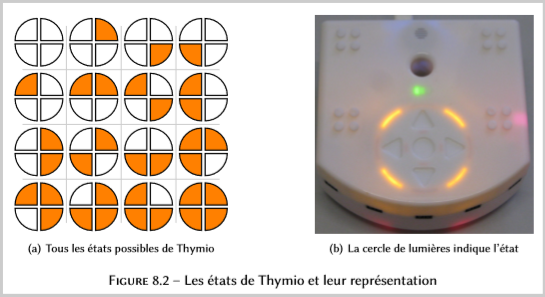 (a) Tous les états possibles de Thymio
(b) La cercle de lumières indique l'état
FIGURE 8.2 – Les états de Thymio et leur représentation